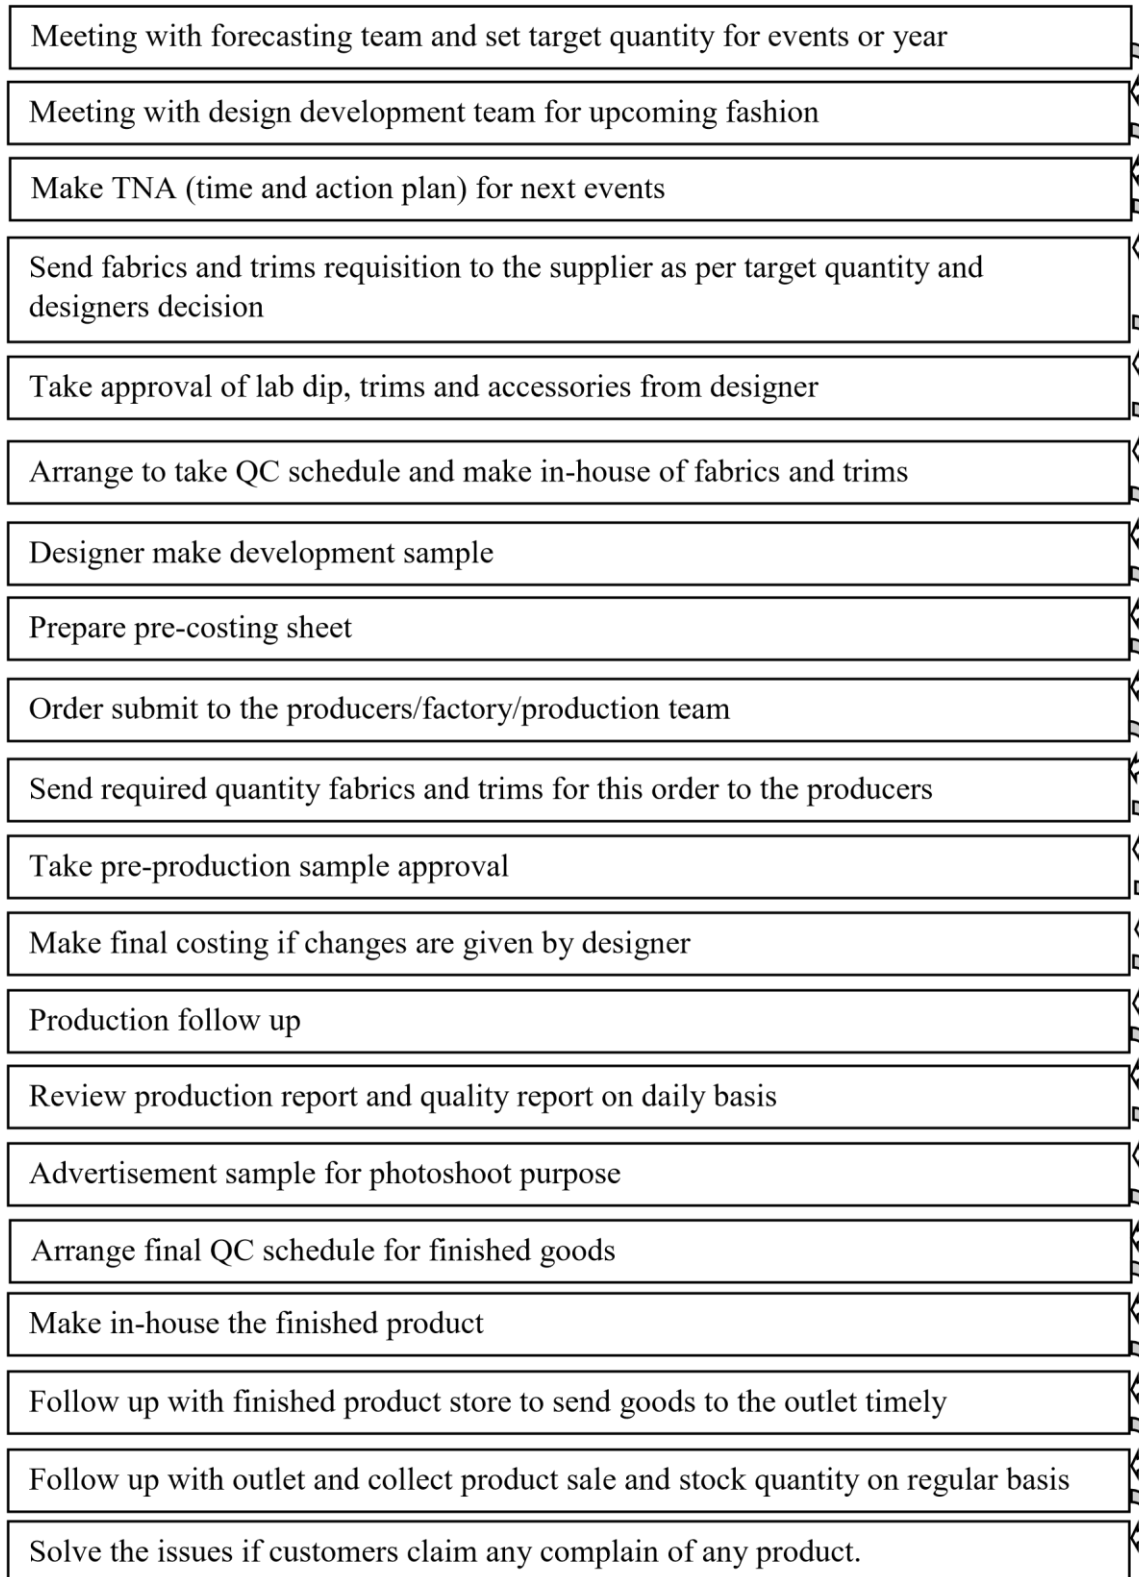 Meeting with forecasting team and set target quantity for events or year
Meeting with design development team for upcoming fashion
Make TNA (time and action plan) for next events
Send fabrics and trims requisition to the supplier as per target quantity and
designers decision
Take approval of lab dip, trims and accessories from designer
Arrange to take QC schedule and make in-house of fabrics and trims
Designer make development sample
Prepare pre-costing sheet
Order submit to the producers/factory/production team
Send required quantity fabrics and trims for this order to the producers
Take pre-production sample approval
Make final costing if changes are given by designer
Production follow up
Review production report and quality report on daily basis
Advertisement sample for photoshoot purpose
Arrange final QC schedule for finished goods
Make in-house the finished product
Follow up with finished product store to send goods to the outlet timely
Follow up with outlet and collect product sale and stock quantity on regular basis
Solve the issues if customers claim any complain of any product.